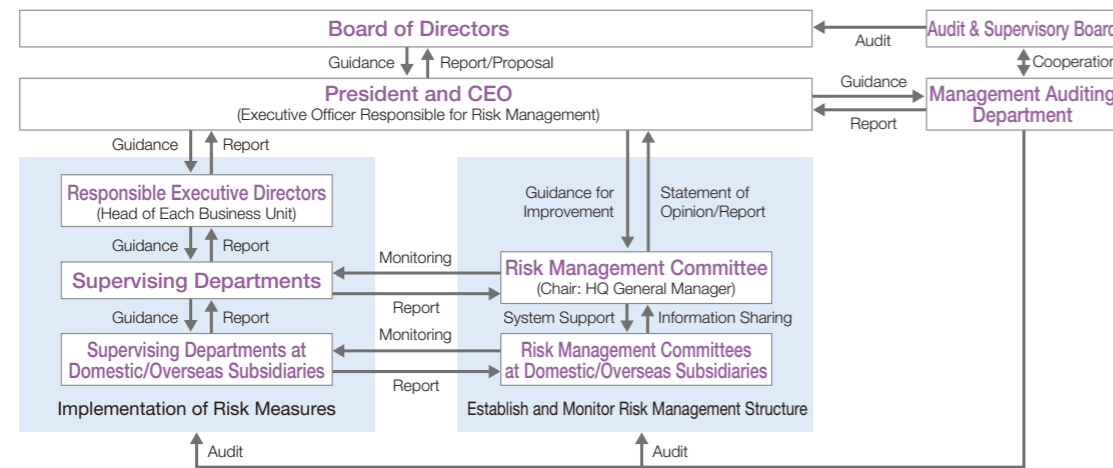 Board of Directors
Audit & Supervisory Board
Audit
Guidance
Report/Proposal
Cooperation
President and CEO
(Executive Officer Responsible for Risk Management)
Guidance
Report
Management Auditing
Department
Guidance
Report
Responsible Executive Directors
(Head of Each Business Unit)
Guidance for
Improvement
Statement of
Opinion/Report
Guidance
Report
Supervising Departments
Monitoring
Report
Risk Management Committee
(Chair: HQ General Manager)
Guidance
Report
System Support
Information Sharing
Supervising Departments at
Domestic/Overseas Subsidiaries
Monitoring
Report
Risk Management Committees
at Domestic/Overseas Subsidiaries
Implementation of Risk Measures
Establish and Monitor Risk Management Structure
Audit
Audit